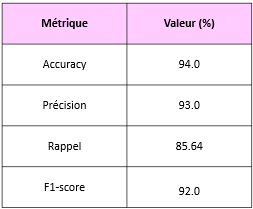 Métrique Valeur (%)
Accuracy 94.0
Précision 93.0
Rappel 85.64
F1-score 92.0